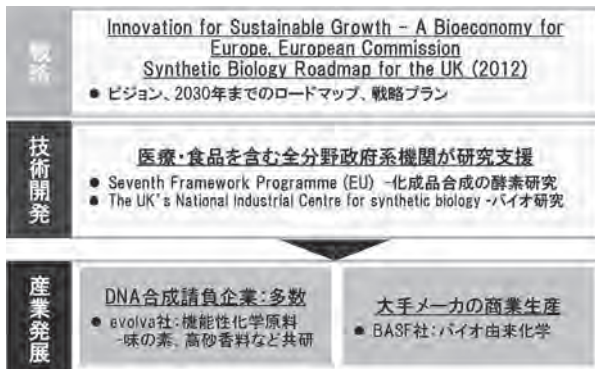 戦略
Innovation for Sustainable Growth - A Bioeconomy for
Europe, European Commission
Synthetic Biology Roadmap for the UK (2012)
● ビジョン、2030年までのロードマップ、戦略プラン
技術開発
医療・食品を含む全分野政府系機関が研究支援
● Seventh Framework Programme (EU) -化成品合成の酵素研究
● The UK's National Industrial Centre for synthetic biology -バイオ研究
産業発展
DNA合成請負企業：多数
● evolva社：機能性化学原料
-味の素、高砂香料など共研
大手メーカの商業生産
● BASF社：バイオ由来化学